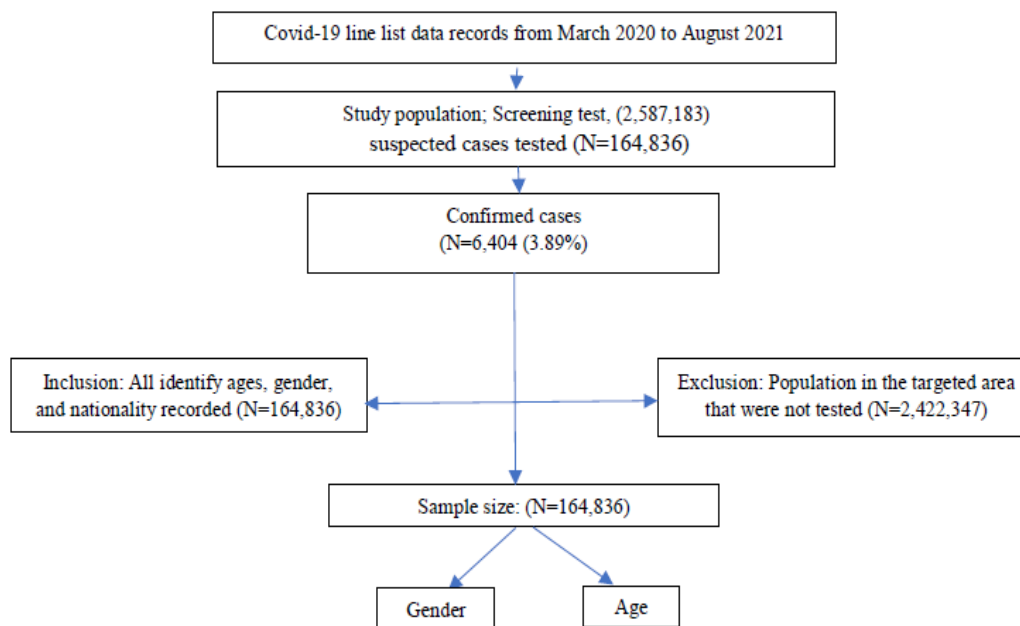 Covid-19 line list data records from March 2020 to August 2021
Study population; Screening test, (2,587,183)
suspected cases tested (N=164,836)
Confirmed cases
(N=6,404 (3.89%)
Inclusion: All identify ages, gender,
and nationality recorded (N=164,836)
Exclusion: Population in the targeted area
that were not tested (N=2,422,347)
Sample size: (N=164,836)
Gender
Age